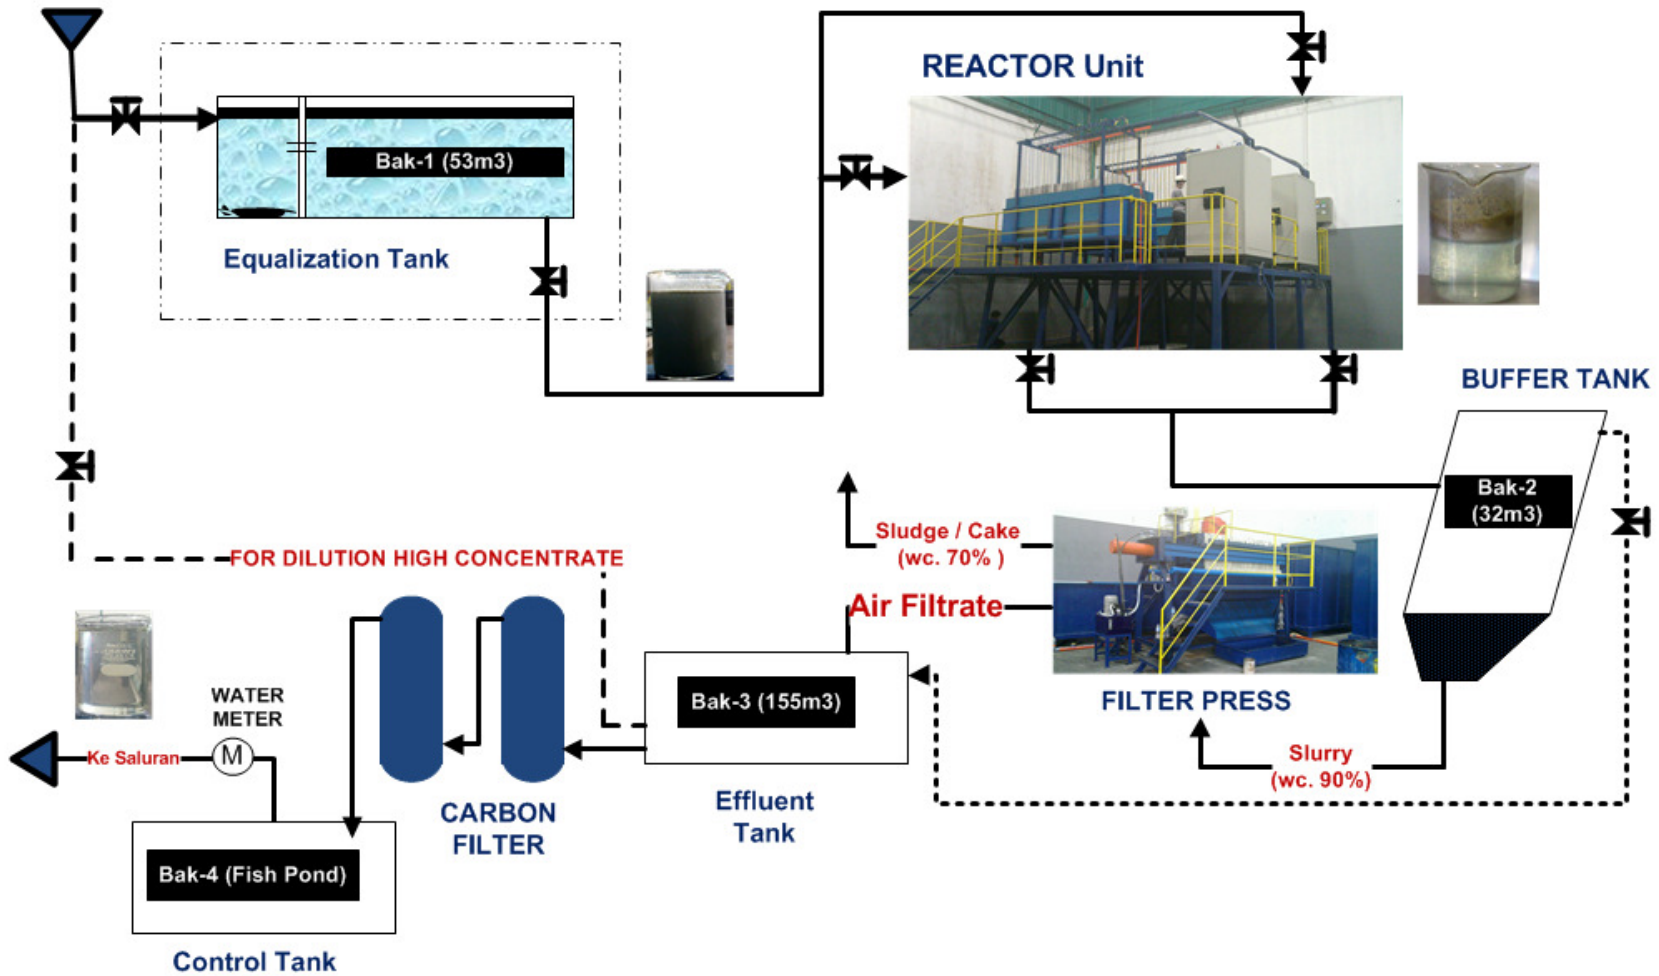 REACTOR Unit
Bak-1 (53m3)
Equalization Tank
BUFFER TANK
Bak-2
(32m3)
Sludge / Cake
(wc. 70% )
FOR DILUTION HIGH CONCENTRATE
Air Filtrate
Bak-3 (155m3)
FILTER PRESS
WATER
METER
M
Ke Saluran
Slurry
(wc. 90%)
Effluent
Tank
CARBON
FILTER
Bak-4 (Fish Pond)
Control Tank